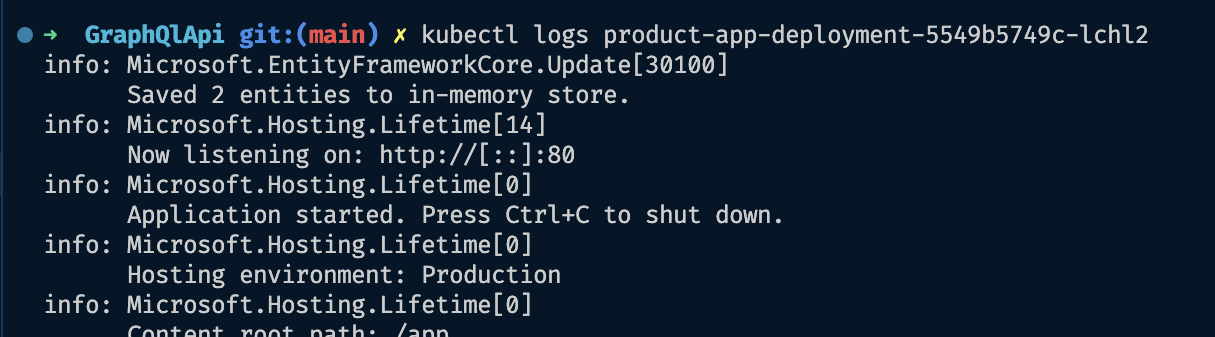 ➜ GraphQlApi git:(main) ✗ kubectl logs product-app-deployment-5549b5749c-lchl2
info: Microsoft.EntityFrameworkCore.Update[30100]
Saved 2 entities to in-memory store.
info: Microsoft.Hosting.Lifetime[14]
Now listening on: http://[::]:80
info: Microsoft.Hosting.Lifetime[0]
Application started. Press Ctrl+C to shut down.
info: Microsoft.Hosting.Lifetime[0]
Hosting environment: Production
info: Microsoft.Hosting.Lifetime[0]
Content root path: /app